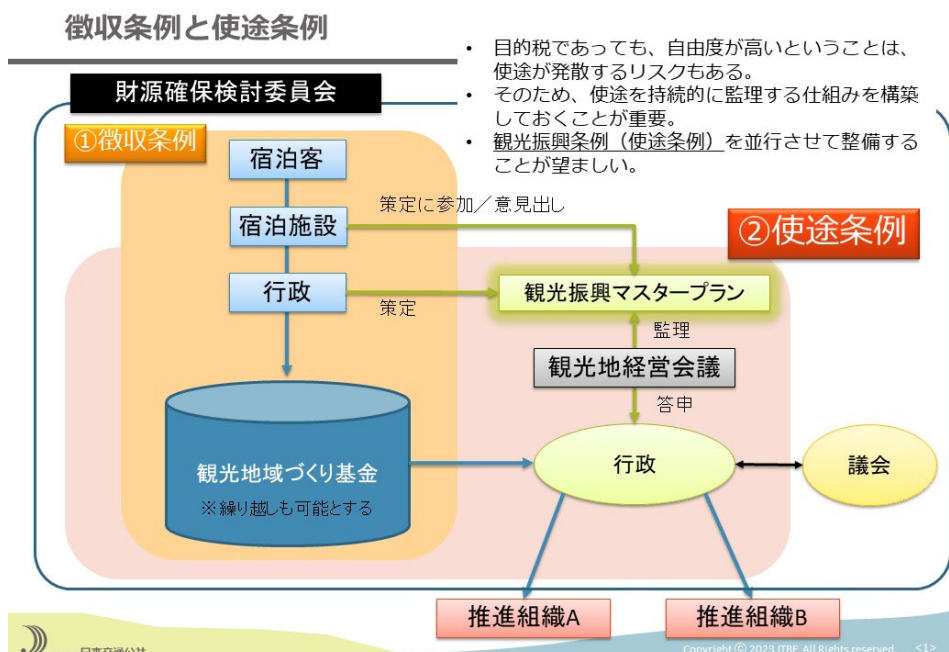 徴収条例と使途条例
• 目的税であっても、自由度が高いということは、
使途が発散するリスクもある。
• そのため、使途を持続的に監理する仕組みを構築
しておくことが重要。
• 観光振興条例（使途条例）を並行させて整備する
ことが望ましい。
財源確保検討委員会
①徴収条例
宿泊客
策定に参加／意見出し
宿泊施設
②使途条例
行政
策定
観光振興マスタープラン
監理
観光地経営会議
答申
観光地域づくり基金
※繰り越しも可能とする
行政
議会
推進組織A
推進組織B
日本交通公社
Copyright © 2023 JTBF. All Rights reserved. <1>